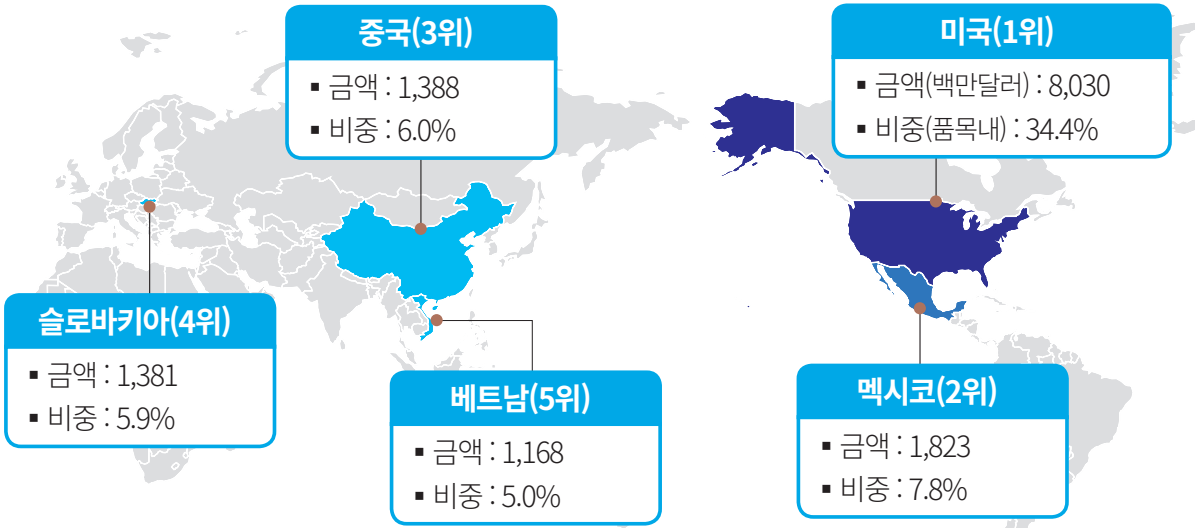 중국(3위)
▪ 금액 : 1,388
▪ 비중 : 6.0%
미국(1위)
▪ 금액(백만달러) : 8,030
▪ 비중(품목내) : 34.4%
슬로바키아(4위)
▪ 금액 : 1,381
▪ 비중 : 5.9%
베트남(5위)
▪ 금액 : 1,168
▪ 비중 : 5.0%
멕시코(2위)
▪ 금액 : 1,823
▪ 비중 : 7.8%